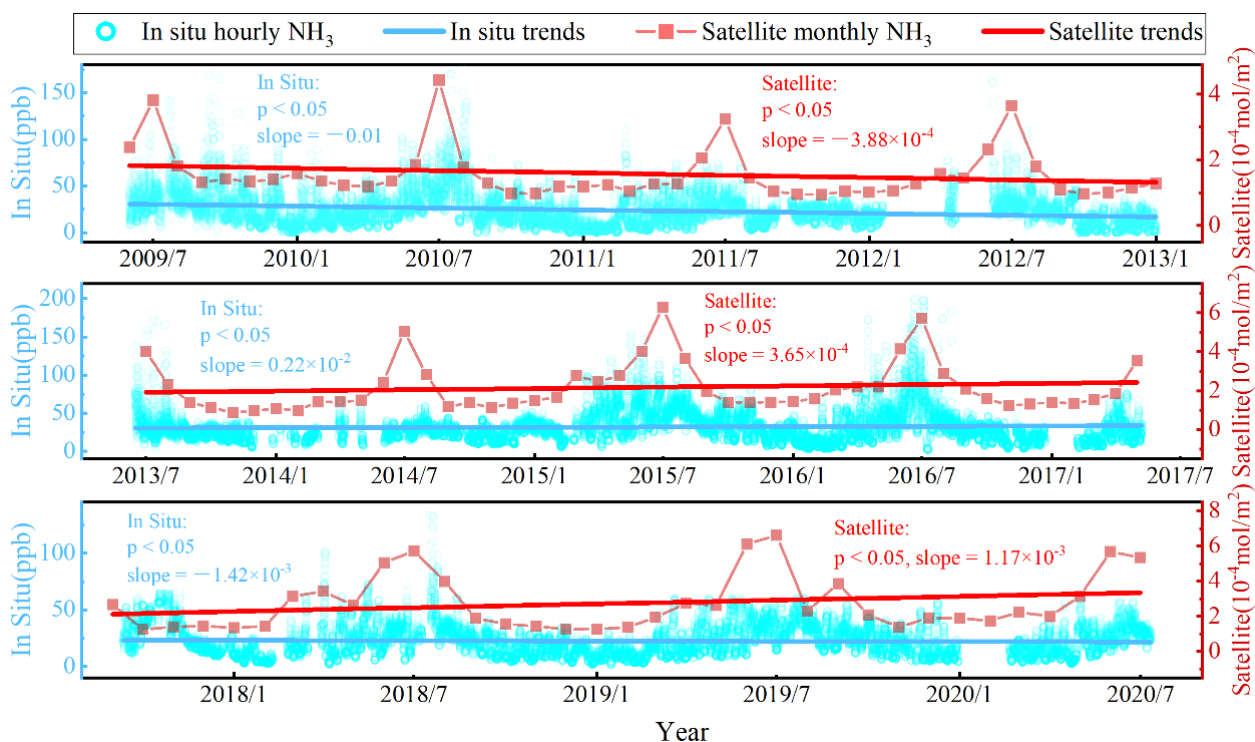 In situ hourly NH₃ In situ trends Satellite monthly NH₃ Satellite trends
In Situ(ppb)
150
100
50
0
In Situ:
p < 0.05
slope = −0.01
Satellite:
p < 0.05
slope = −3.88×10⁻⁴
4
2
0
Satellite(10⁻⁴mol/m²)
2009/7 2010/1 2010/7 2011/1 2011/7 2012/1 2012/7 2013/1
In Situ(ppb)
200
150
100
50
0
In Situ:
p < 0.05
slope = 0.22×10⁻²
Satellite:
p < 0.05
slope = 3.65×10⁻⁴
6
4
2
0
Satellite(10⁻⁴mol/m²)
2013/7 2014/1 2014/7 2015/1 2015/7 2016/1 2016/7 2017/1 2017/7
In Situ(ppb)
100
50
0
In Situ:
p < 0.05
slope = −1.42×10⁻³
Satellite:
p < 0.05, slope = 1.17×10⁻³
8
6
4
2
0
Satellite(10⁻⁴mol/m²)
2018/1 2018/7 2019/1 2019/7 2020/1 2020/7
Year